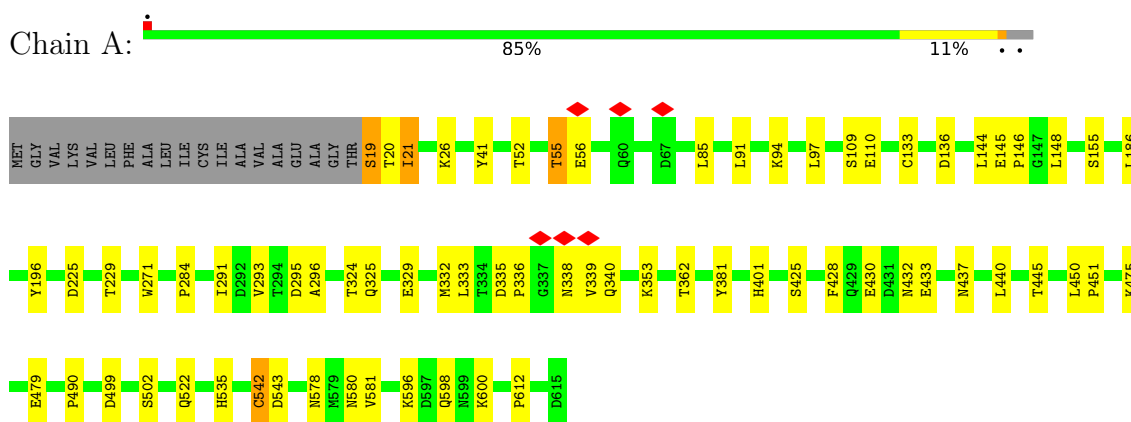 Chain A: 85% 11%
MET GLY VAL LYS VAL LEU PHE ALA LEU ILE CYS ILE ALA VAL ALA GLU ALA GLY THR S19 T20 I21 K26 Y41 T52 T55 E56 Q60 D67 L85 L91 K94 L97 S109 E110 C133 D136 L144 E145 P146 G147 L148 S155 L186
Y196 D225 T229 W271 P284 I291 D292 V293 T294 D295 A296 T324 Q325 E329 M332 L333 T334 D335 P336 G337 N338 V339 Q340 K353 T362 Y381 H401 S425 F428 Q429 E430 D431 N432 E433 N437 L440 T445 L450 P451 K475
E479 P490 D499 S502 Q522 H535 C542 D543 N578 M579 N580 V581 K596 D597 Q598 N599 K600 P612 D615